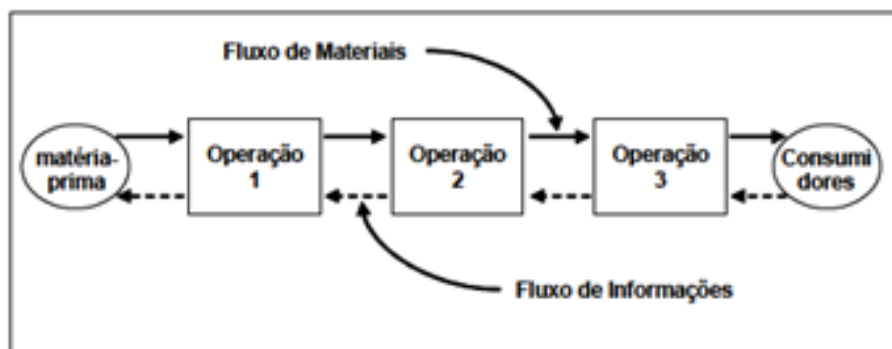 Fluxo de Materiais
matéria-
prima
Operação
1
Operação
2
Operação
3
Consumi
dores
Fluxo de Informações